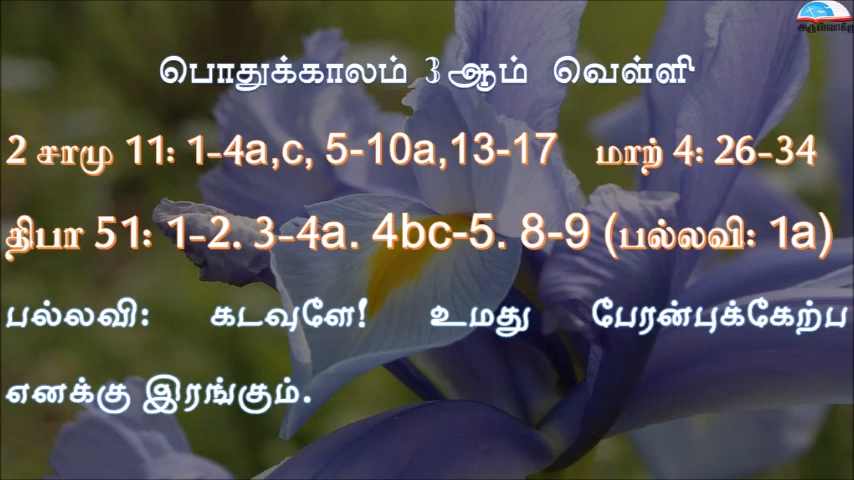 அருள்வாக்கு
பொதுக்காலம் 3ஆம் வெள்ளி
2 சாமு 11: 1-4a,c, 5-10a,13-17 மாற் 4: 26-34
திபா 51: 1-2. 3-4a. 4bc-5. 8-9 (பல்லவி: 1a)
பல்லவி: கடவுளே! உமது பேரன்புக்கேற்ப
எனக்கு இரங்கும்.